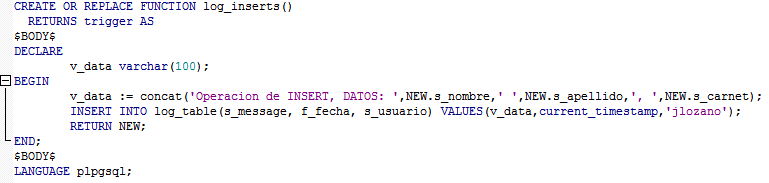 CREATE OR REPLACE FUNCTION log_inserts()
  RETURNS trigger AS
$BODY$
DECLARE
        v_data varchar(100);
BEGIN
        v_data := concat('Operacion de INSERT, DATOS: ',NEW.s_nombre,' ',NEW.s_apellido,', ',NEW.s_carnet);
        INSERT INTO log_table(s_message, f_fecha, s_usuario) VALUES(v_data,current_timestamp,'jlozano');
        RETURN NEW;
END;
$BODY$
LANGUAGE plpgsql;